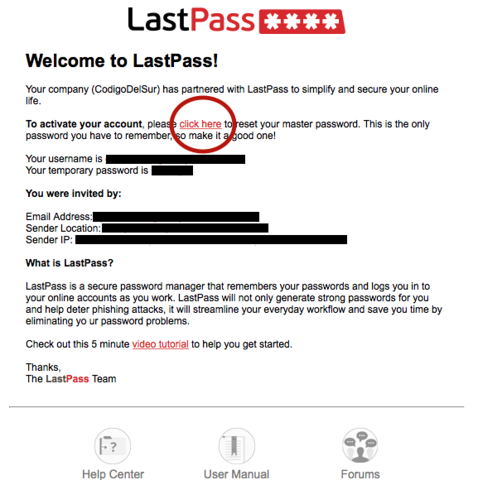 LastPass ****
Welcome to LastPass!
Your company (CodigoDelSur) has partnered with LastPass to simplify and secure your online
life.
To activate your account, please click here to reset your master password. This is the only
password you have to remember, so make it a good one!
Your username is
Your temporary password is
You were invited by:
Email Address:
Sender Location:
Sender IP:
What is LastPass?
LastPass is a secure password manager that remembers your passwords and logs you in to
your online accounts as you work. LastPass will not only generate strong passwords for you
and help deter phishing attacks, it will streamline your everyday workflow and save you time by
eliminating yo ur password problems.
Check out this 5 minute video tutorial to help you get started.
Thanks,
The LastPass Team
?
Help Center User Manual Forums